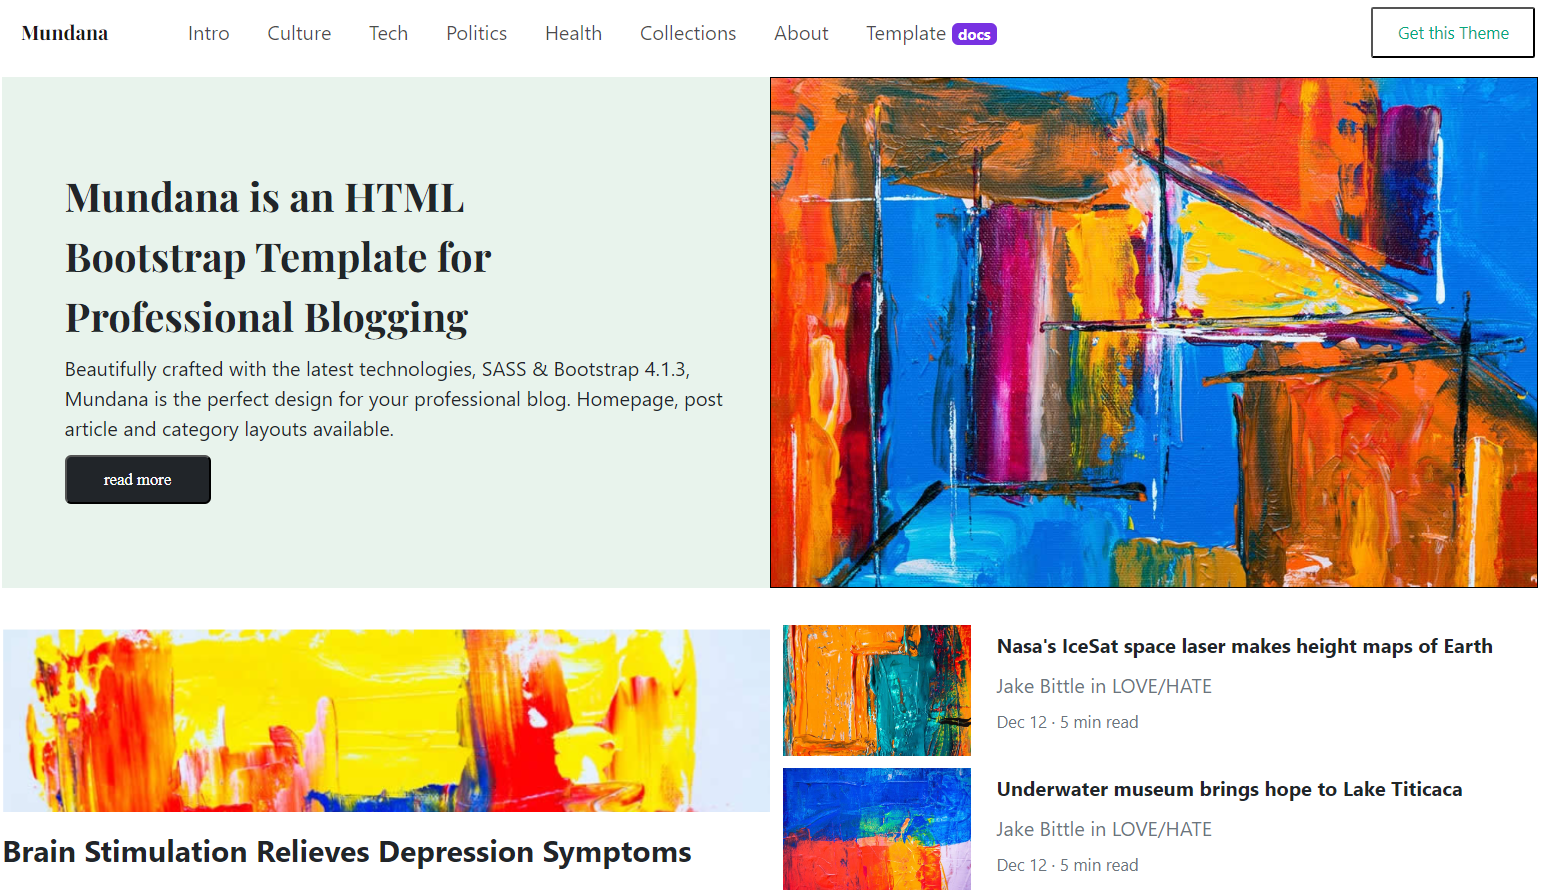 Mundana Intro Culture Tech Politics Health Collections About Template docs Get this Theme
Mundana is an HTML
Bootstrap Template for
Professional Blogging
Beautifully crafted with the latest technologies, SASS & Bootstrap 4.1.3,
Mundana is the perfect design for your professional blog. Homepage, post
article and category layouts available.
read more
Brain Stimulation Relieves Depression Symptoms
Nasa's IceSat space laser makes height maps of Earth
Jake Bittle in LOVE/HATE
Dec 12 · 5 min read
Underwater museum brings hope to Lake Titicaca
Jake Bittle in LOVE/HATE
Dec 12 · 5 min read